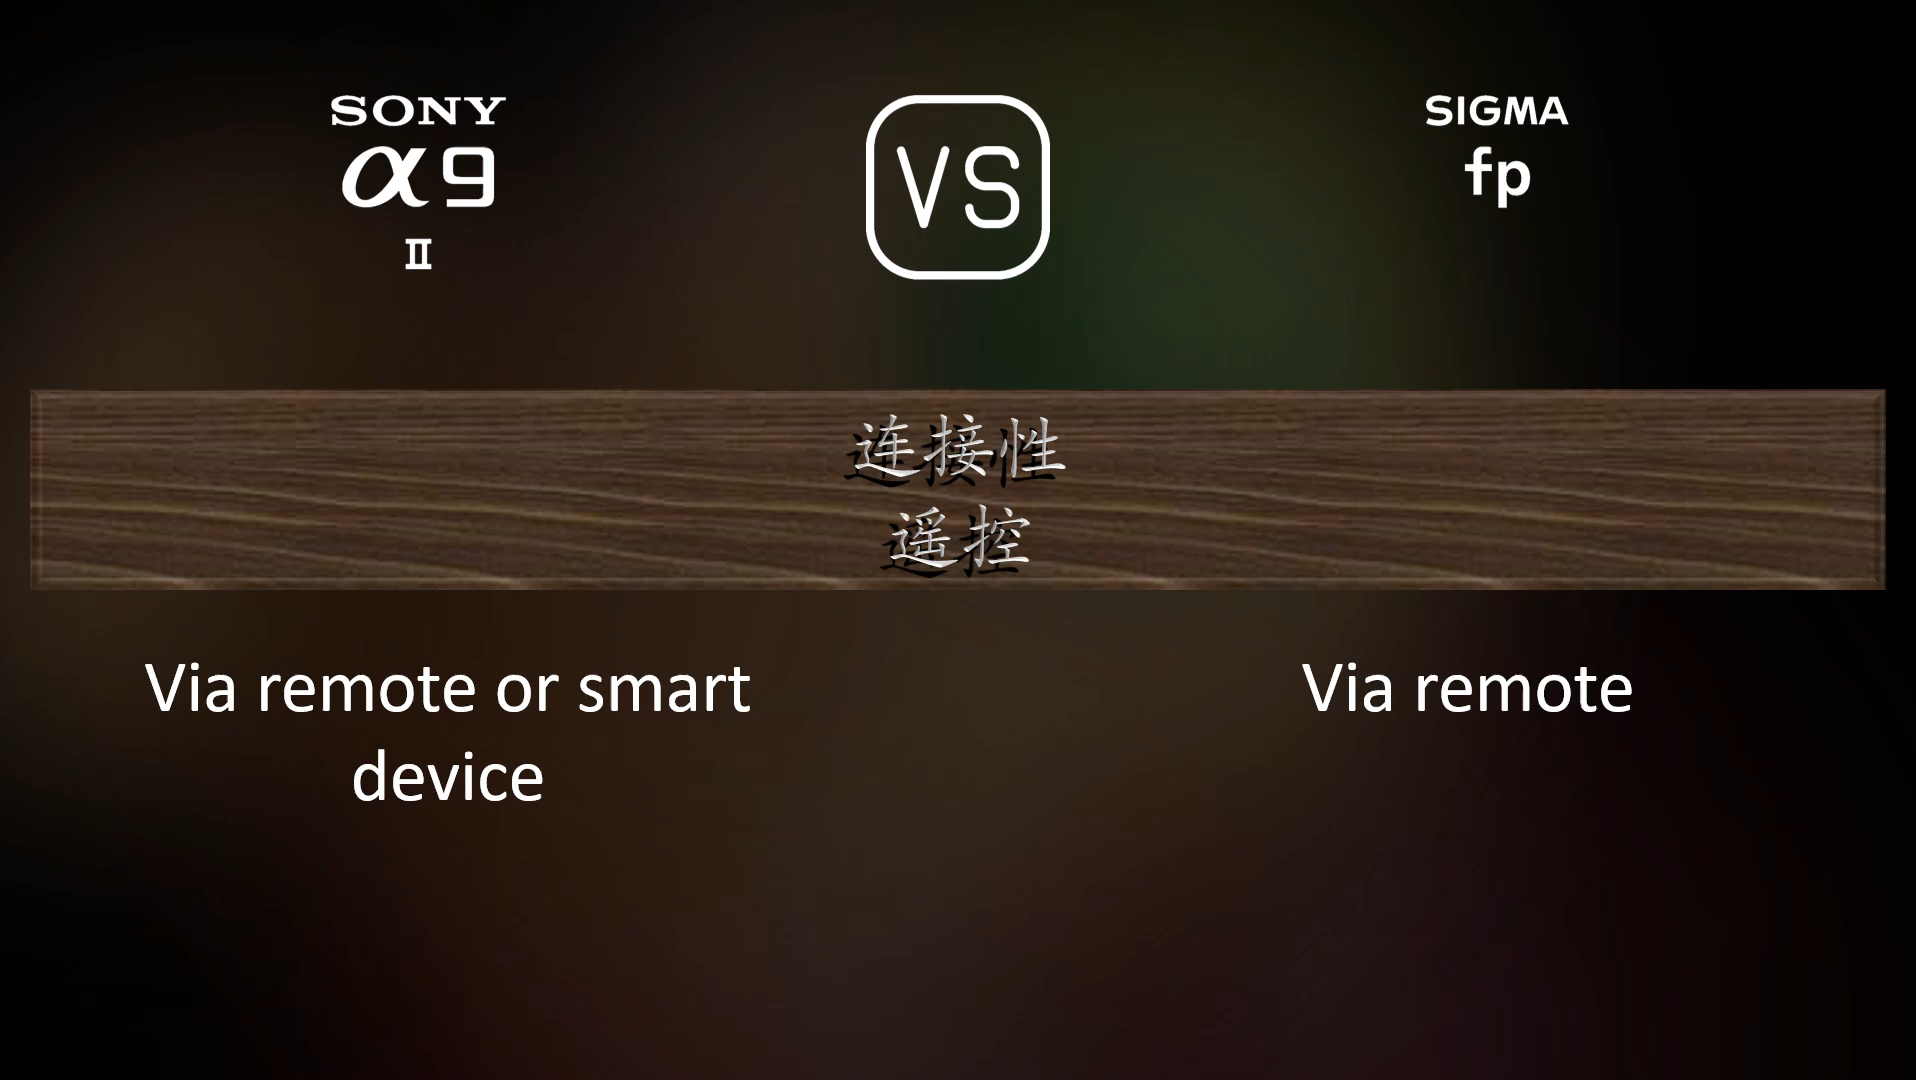 SONY
α9
II
VS
SIGMA
fp
连接性
遥控
Via remote or smart
device
Via remote